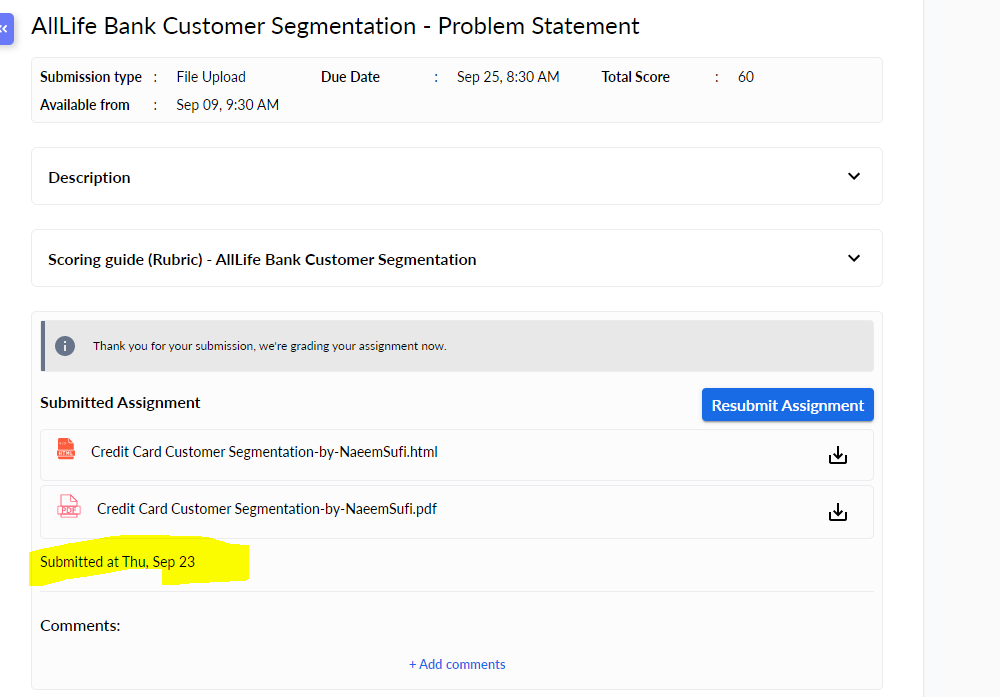 AllLife Bank Customer Segmentation - Problem Statement
Submission type : File Upload Due Date : Sep 25, 8:30 AM Total Score : 60
Available from : Sep 09, 9:30 AM
Description
Scoring guide (Rubric) - AllLife Bank Customer Segmentation
Thank you for your submission, we're grading your assignment now.
Submitted Assignment
Resubmit Assignment
HTML Credit Card Customer Segmentation-by-NaeemSufi.html
PDF Credit Card Customer Segmentation-by-NaeemSufi.pdf
Submitted at Thu, Sep 23
Comments:
+ Add comments